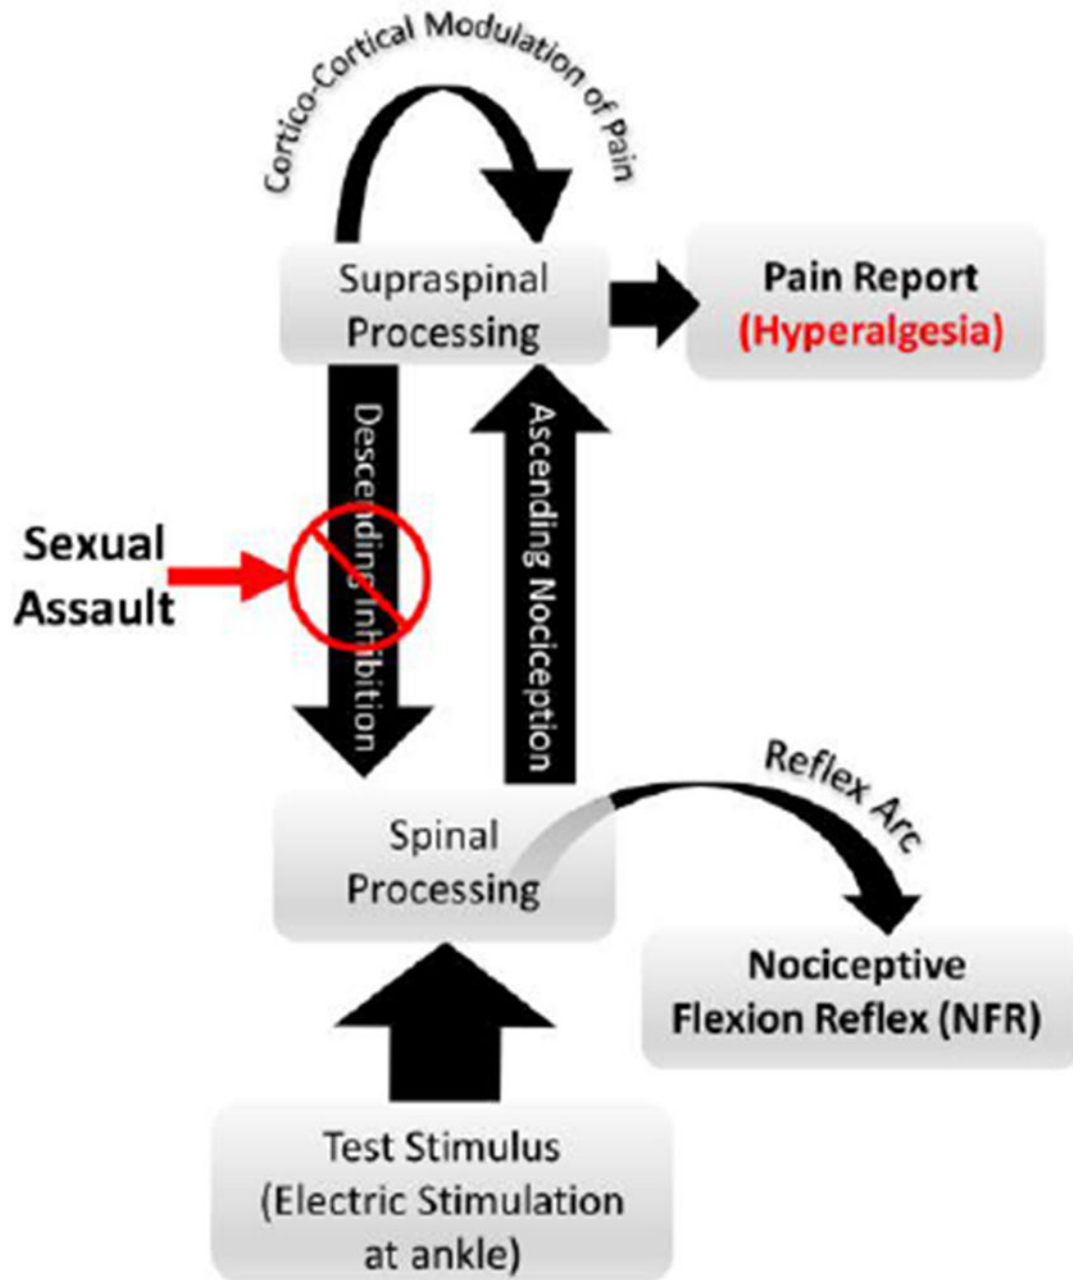 Cortico-Cortical Modulation of Pain
Supraspinal
Processing
Pain Report
(Hyperalgesia)
Descending Inhibition
Ascending Nociception
Sexual
Assault
Reflex Arc
Spinal
Processing
Nociceptive
Flexion Reflex (NFR)
Test Stimulus
(Electric Stimulation
at ankle)